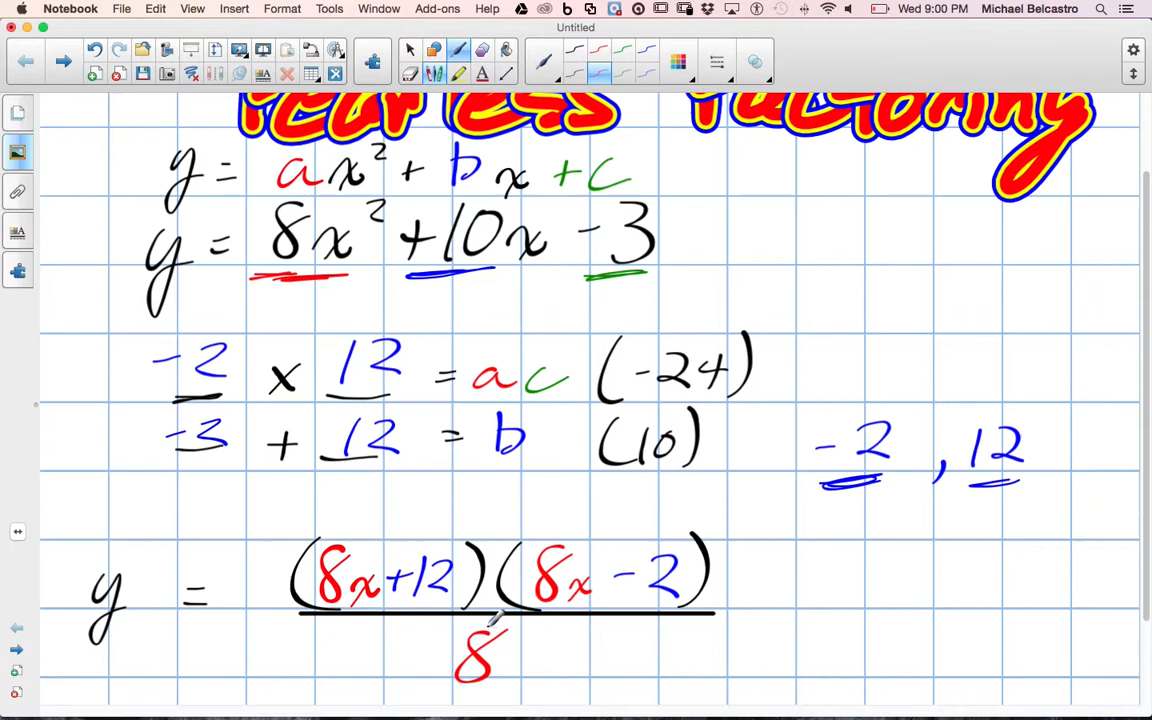 Notebook File Edit View Insert Format Tools Window Add-ons Help Wed 9:00 PM Michael Belcastro
Untitled
Fearless Factoring
y = ax² + bx + c
y = 8x² +10x -3
-2 x 12 = ac (-24)
-3 + 12 = b (10)
-2 , 12
y = (8x+12)(8x-2)
8